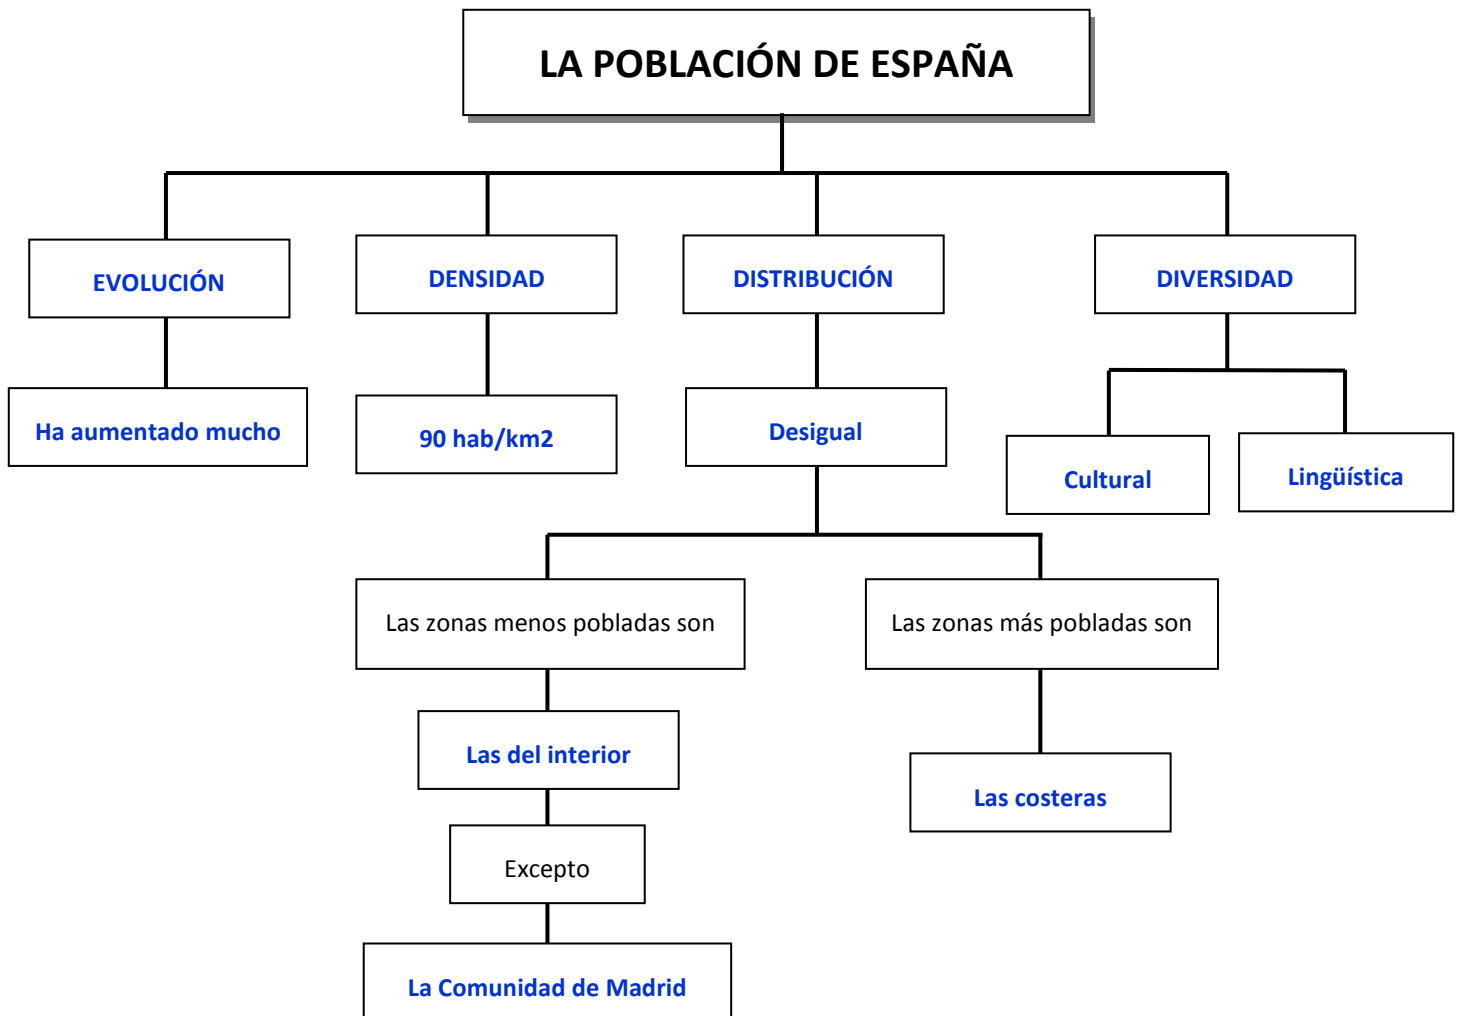 LA POBLACIÓN DE ESPAÑA
EVOLUCIÓN
DENSIDAD
DISTRIBUCIÓN
DIVERSIDAD
Ha aumentado mucho
90 hab/km2
Desigual
Cultural
Lingüística
Las zonas menos pobladas son
Las zonas más pobladas son
Las del interior
Las costeras
Excepto
La Comunidad de Madrid